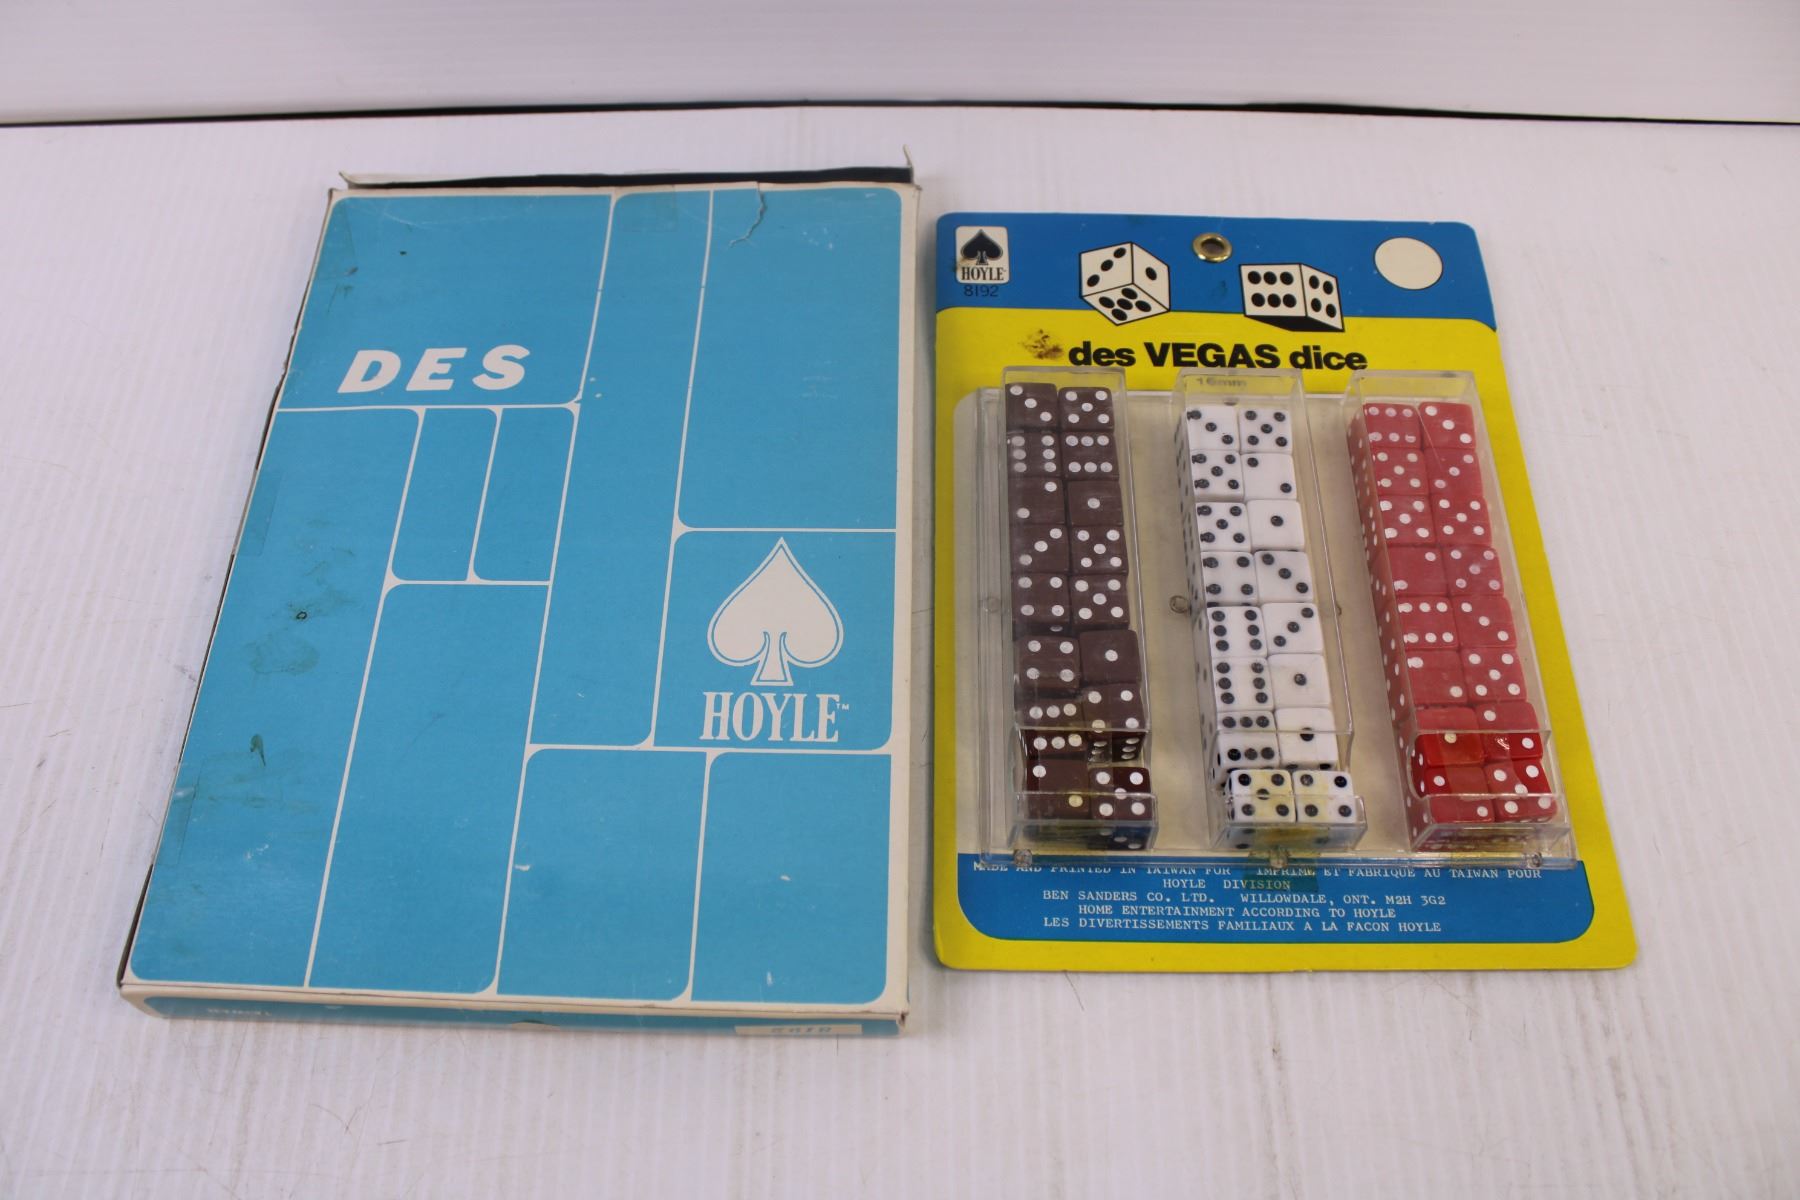 DES
HOYLE™
HOYLE
8192
des VEGAS dice
16mm
MADE AND PRINTED IN TAIWAN FOR IMPRIME ET FABRIQUE AU TAIWAN POUR
HOYLE DIVISION
BEN SANDERS CO. LTD. WILLOWDALE, ONT. M2H 3G2
HOME ENTERTAINMENT ACCORDING TO HOYLE
LES DIVERTISSEMENTS FAMILIAUX A LA FACON HOYLE